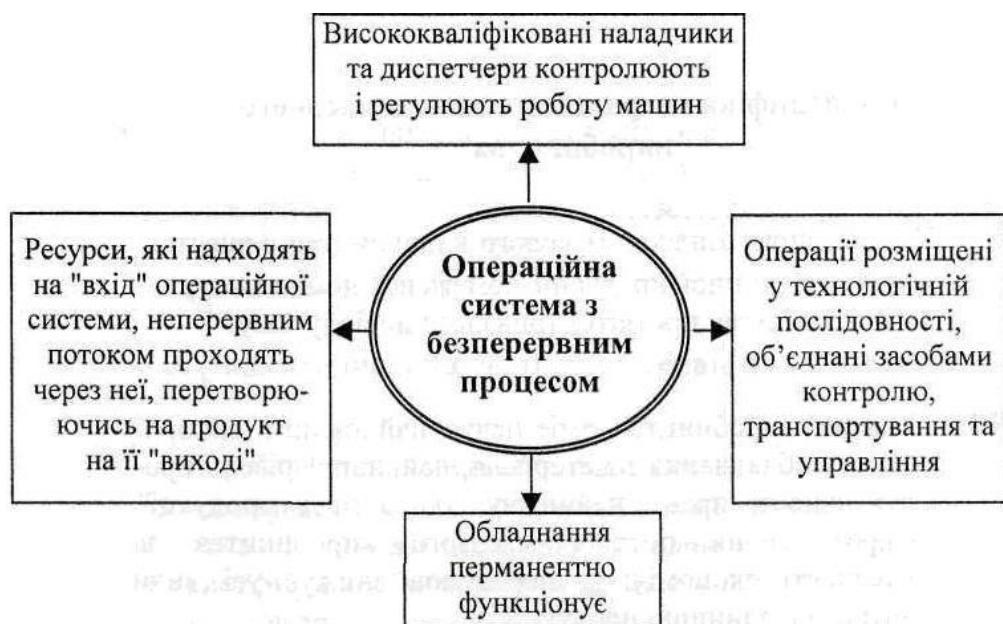 Висококваліфіковані наладчики
та диспетчери контролюють
і регулюють роботу машин
Ресурси, які надходять
на "вхід" операційної
системи, неперервним
потоком проходять
через неї, перетворю-
ючись на продукт
на її "виході"
Операційна
система з
безперервним
процесом
Операції розміщені
у технологічній
послідовності,
об’єднані засобами
контролю,
транспортування та
управління
Обладнання
перманентно
функціонує